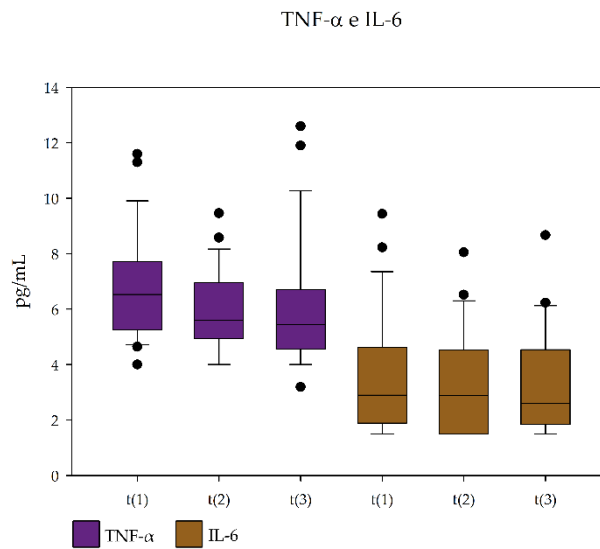 TNF-α e IL-6
14
12
10
8
6
4
2
0
pg/mL
t(1) t(2) t(3) t(1) t(2) t(3)
TNF-α IL-6